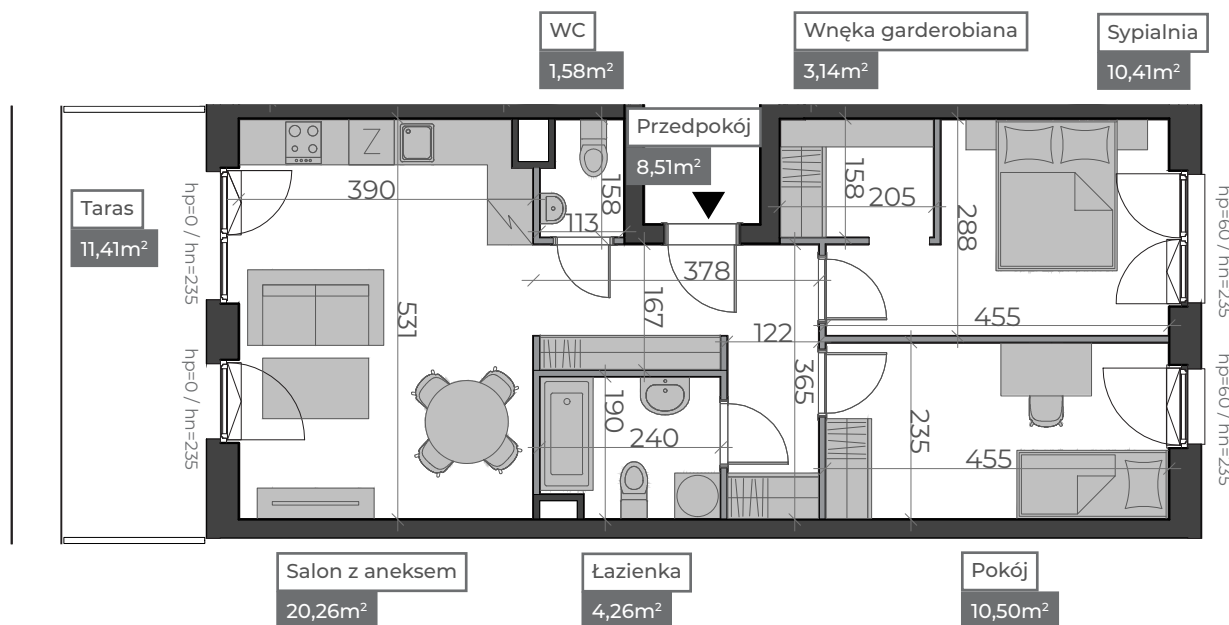 WC
1,58m²
Wnęka garderobiana
3,14m²
Sypialnia
10,41m²
Przedpokój
8,51m²
Taras
11,41m²
hp=0 / hn=235
hp=0 / hn=235
hp=60 / hn=235
hp=60 / hn=235
Z
390
113
158
158
205
288
378
531
167
122
455
365
190
240
235
455
Salon z aneksem
20,26m²
Łazienka
4,26m²
Pokój
10,50m²